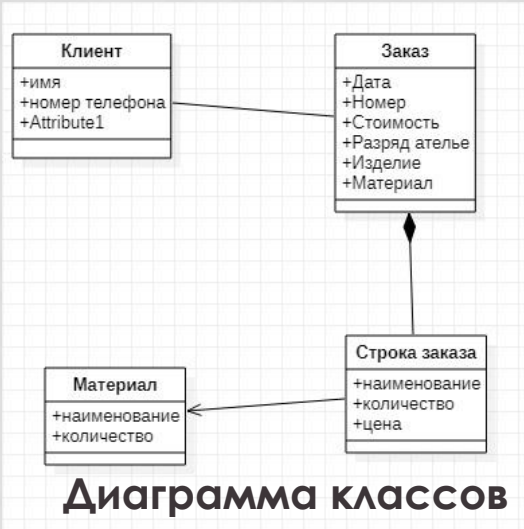 Клиент
+имя
+номер телефона
+Attribute1
Заказ
+Дата
+Номер
+Стоимость
+Разряд ателье
+Изделие
+Материал
Строка заказа
+наименование
+количество
+цена
Материал
+наименование
+количество
Диаграмма классов